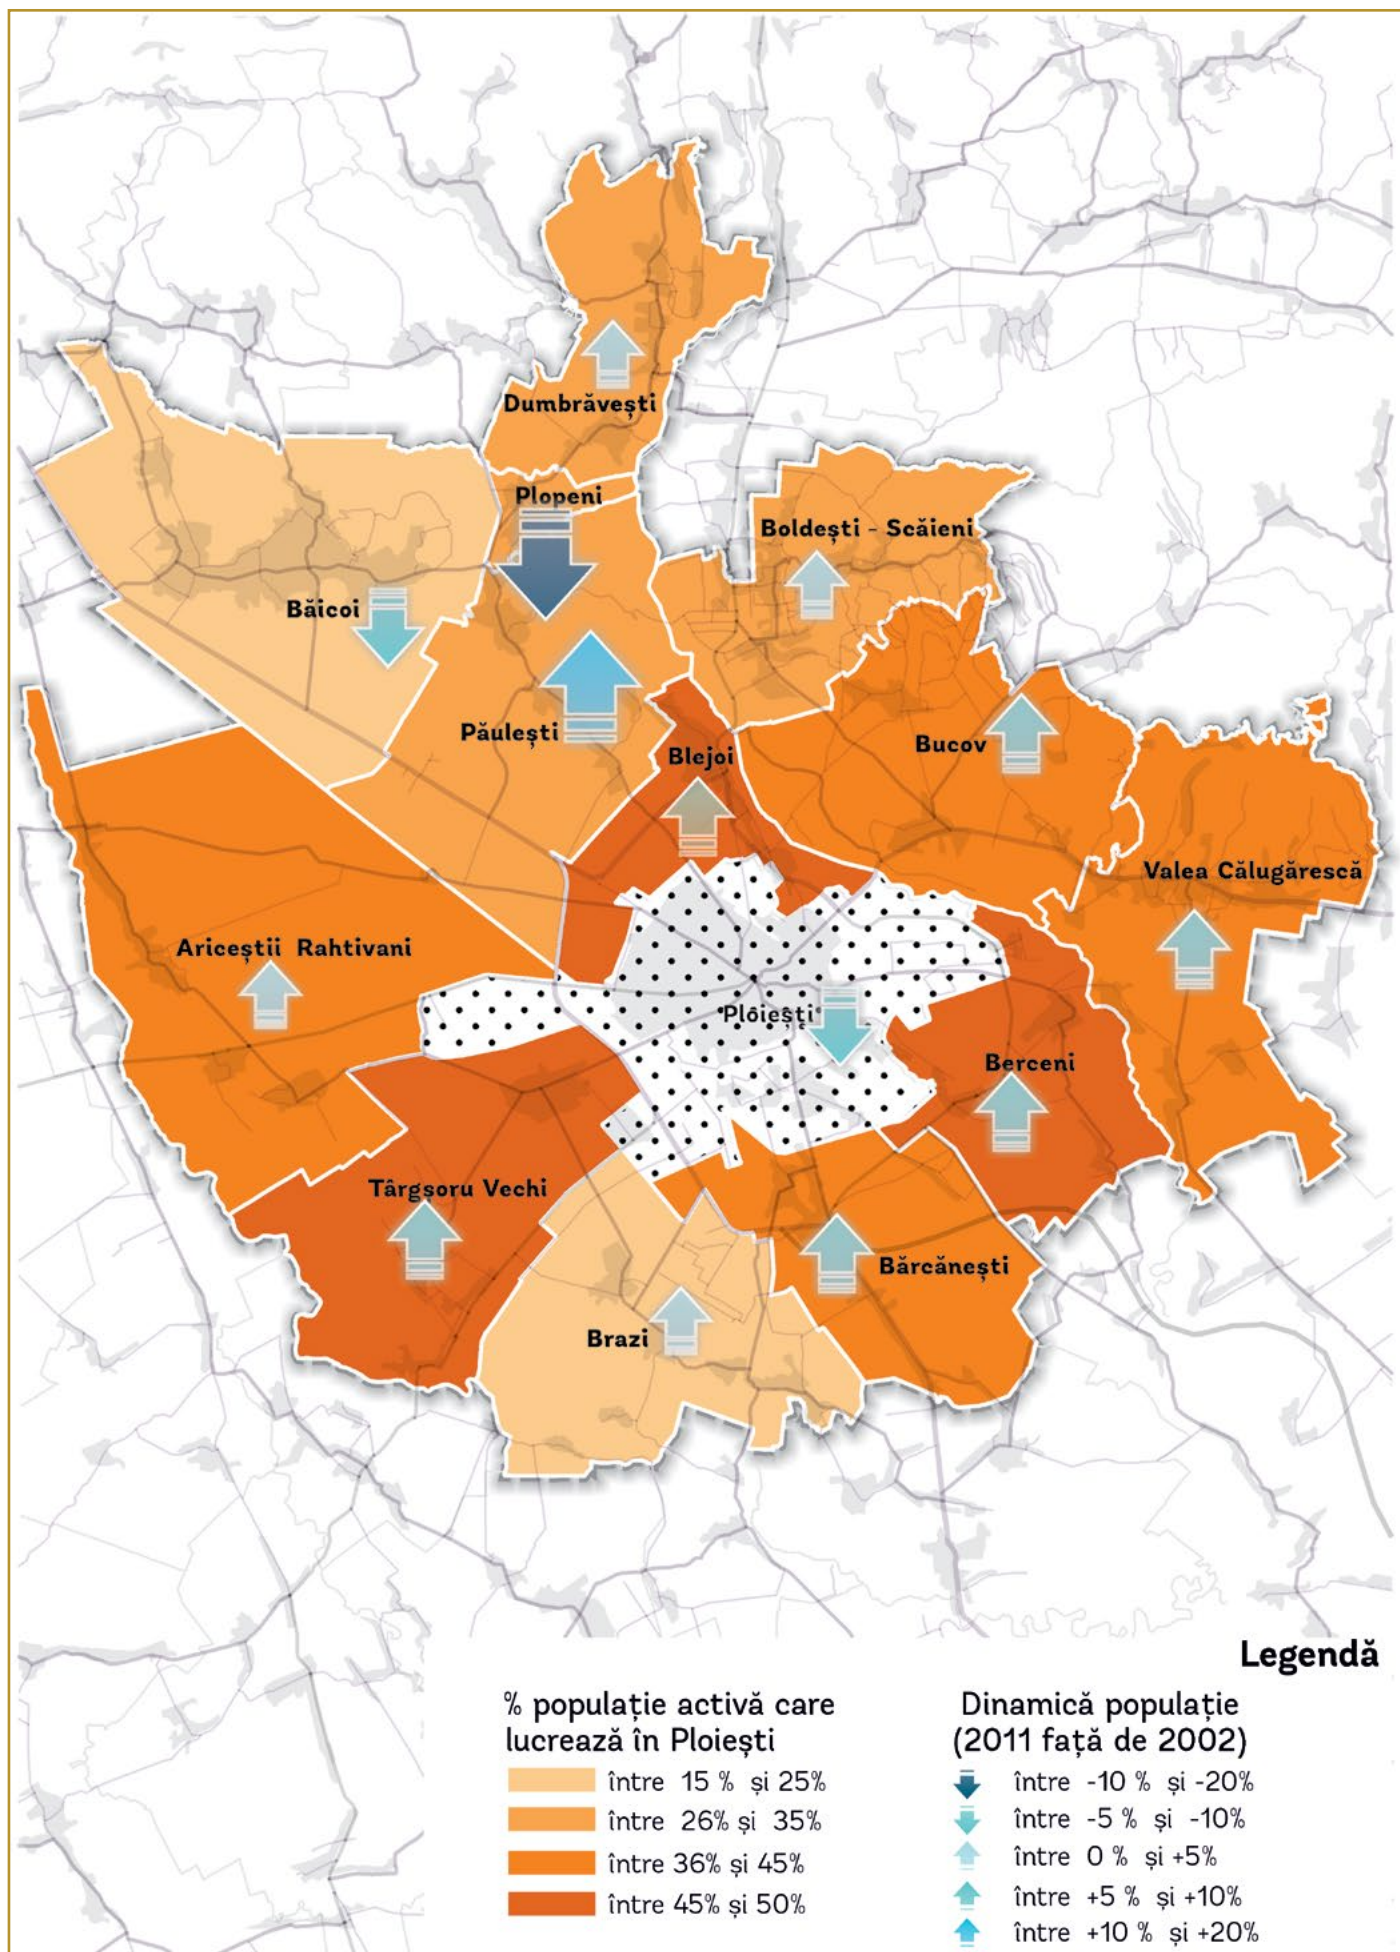 Dumbrăvești
Plopeni
Boldești - Scăieni
Băicoi
Păulești
Bucov
Blejoi
Valea Călugărescă
Ariceștii Rahtivani
Ploiești
Berceni
Târgsoru Vechi
Bărcănești
Brazi
Legendă
% populație activă care
lucrează în Ploiești
între 15 % și 25%
între 26% și 35%
între 36% și 45%
între 45% și 50%
Dinamică populație
(2011 față de 2002)
între -10 % și -20%
între -5 % și -10%
între 0 % și +5%
între +5 % și +10%
între +10 % și +20%